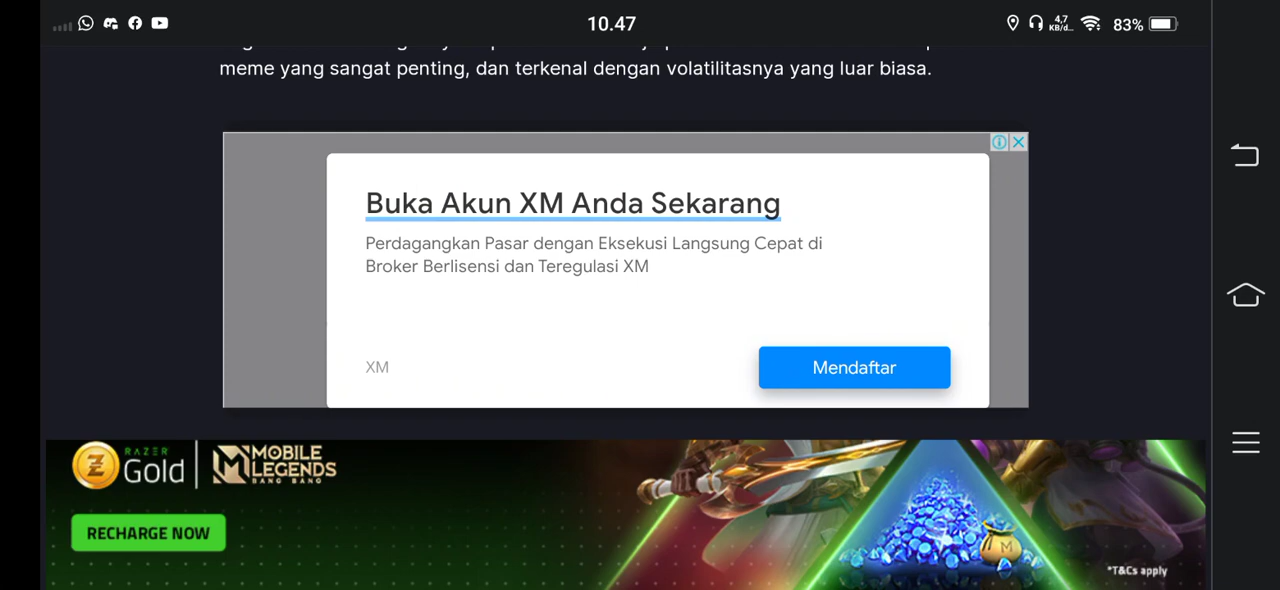 10.47
4,7
KB/d...
83%
meme yang sangat penting, dan terkenal dengan volatilitasnya yang luar biasa.
Buka Akun XM Anda Sekarang
Perdagangkan Pasar dengan Eksekusi Langsung Cepat di
Broker Berlisensi dan Teregulasi XM
XM
Mendaftar
RAZER
Gold
MOBILE
LEGENDS
BANG BANG
RECHARGE NOW
M
*T&Cs apply